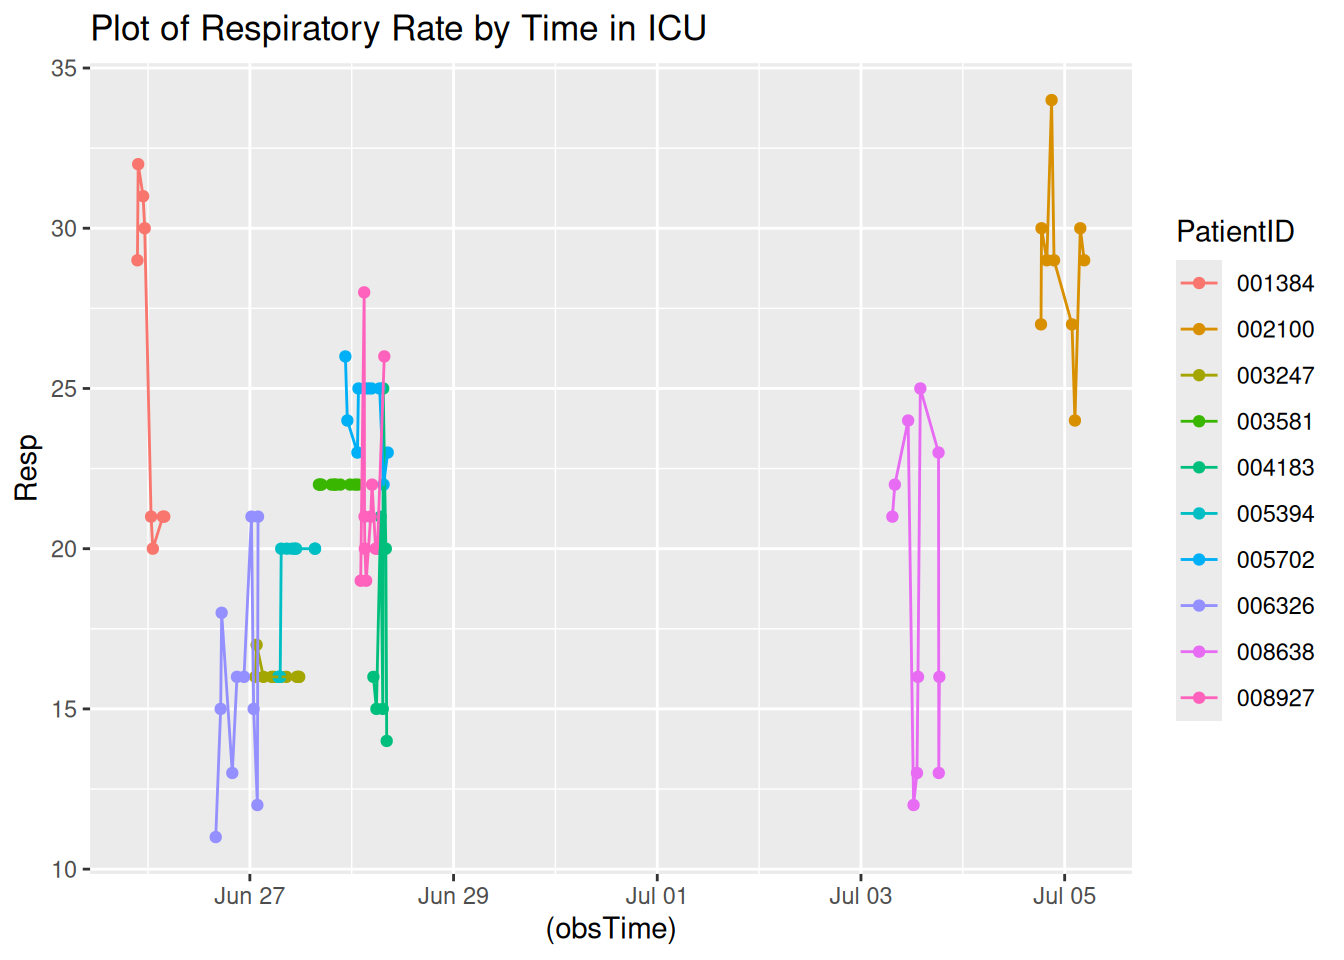 Plot of Respiratory Rate by Time in ICU
35
30
25
20
15
10
Resp
Jun 27
Jun 29
Jul 01
Jul 03
Jul 05
(obsTime)
PatientID
001384
002100
003247
003581
004183
005394
005702
006326
008638
008927